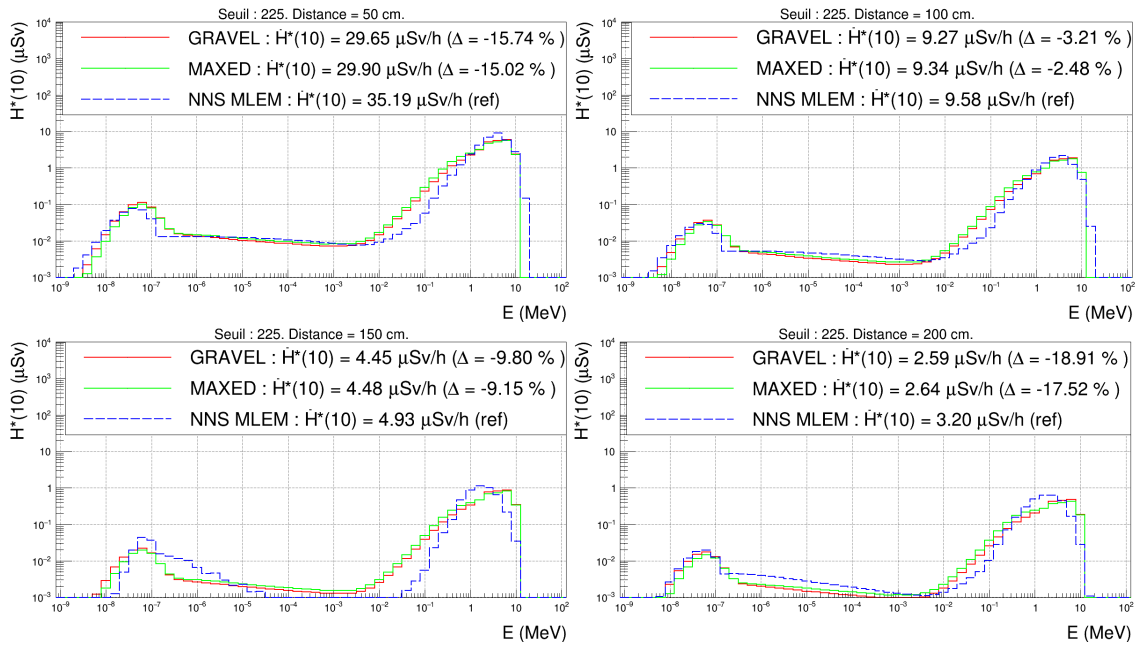 Seuil : 225. Distance = 50 cm.
H*(10) (μSv)
GRAVEL : Ḣ*(10) = 29.65 μSv/h (Δ = -15.74 % )
MAXED : Ḣ*(10) = 29.90 μSv/h (Δ = -15.02 % )
NNS MLEM : Ḣ*(10) = 35.19 μSv/h (ref)
10⁴
10³
10²
10
1
10⁻¹
10⁻²
10⁻³
10⁻⁹ 10⁻⁸ 10⁻⁷ 10⁻⁶ 10⁻⁵ 10⁻⁴ 10⁻³ 10⁻² 10⁻¹ 1 10 10²
E (MeV)
Seuil : 225. Distance = 100 cm.
H*(10) (μSv)
GRAVEL : Ḣ*(10) = 9.27 μSv/h (Δ = -3.21 % )
MAXED : Ḣ*(10) = 9.34 μSv/h (Δ = -2.48 % )
NNS MLEM : Ḣ*(10) = 9.58 μSv/h (ref)
10⁴
10³
10²
10
1
10⁻¹
10⁻²
10⁻³
10⁻⁹ 10⁻⁸ 10⁻⁷ 10⁻⁶ 10⁻⁵ 10⁻⁴ 10⁻³ 10⁻² 10⁻¹ 1 10 10²
E (MeV)
Seuil : 225. Distance = 150 cm.
H*(10) (μSv)
GRAVEL : Ḣ*(10) = 4.45 μSv/h (Δ = -9.80 % )
MAXED : Ḣ*(10) = 4.48 μSv/h (Δ = -9.15 % )
NNS MLEM : Ḣ*(10) = 4.93 μSv/h (ref)
10⁴
10³
10²
10
1
10⁻¹
10⁻²
10⁻³
10⁻⁹ 10⁻⁸ 10⁻⁷ 10⁻⁶ 10⁻⁵ 10⁻⁴ 10⁻³ 10⁻² 10⁻¹ 1 10 10²
E (MeV)
Seuil : 225. Distance = 200 cm.
H*(10) (μSv)
GRAVEL : Ḣ*(10) = 2.59 μSv/h (Δ = -18.91 % )
MAXED : Ḣ*(10) = 2.64 μSv/h (Δ = -17.52 % )
NNS MLEM : Ḣ*(10) = 3.20 μSv/h (ref)
10⁴
10³
10²
10
1
10⁻¹
10⁻²
10⁻³
10⁻⁹ 10⁻⁸ 10⁻⁷ 10⁻⁶ 10⁻⁵ 10⁻⁴ 10⁻³ 10⁻² 10⁻¹ 1 10 10²
E (MeV)